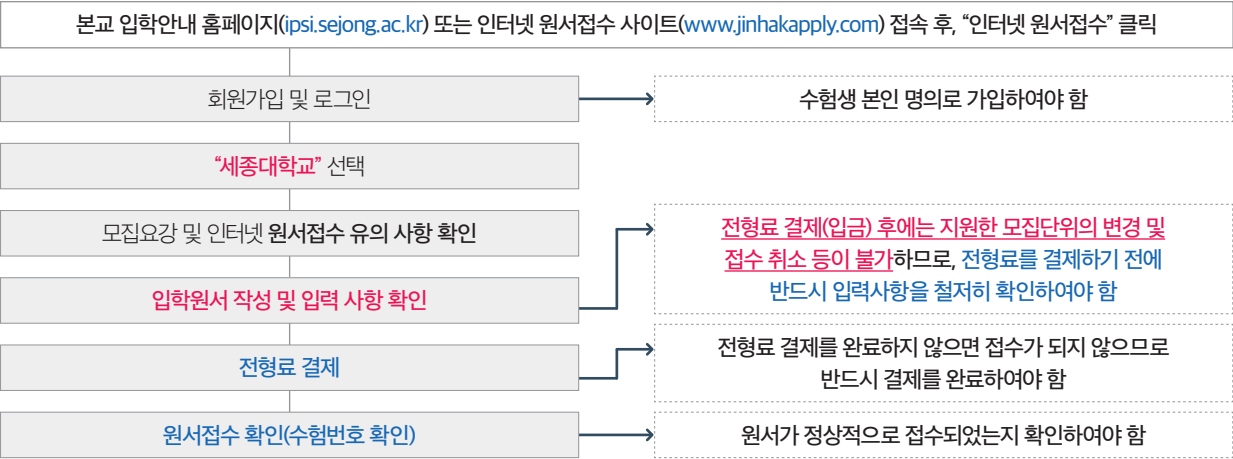 본교 입학안내 홈페이지(ipsi.sejong.ac.kr) 또는 인터넷 원서접수 사이트(www.jinhakapply.com) 접속 후, “인터넷 원서접수” 클릭
회원가입 및 로그인
수험생 본인 명의로 가입하여야 함
“세종대학교” 선택
모집요강 및 인터넷 원서접수 유의 사항 확인
입학원서 작성 및 입력 사항 확인
전형료 결제(입금) 후에는 지원한 모집단위의 변경 및
접수 취소 등이 불가하므로, 전형료를 결제하기 전에
반드시 입력사항을 철저히 확인하여야 함
전형료 결제
전형료 결제를 완료하지 않으면 접수가 되지 않으므로
반드시 결제를 완료하여야 함
원서접수 확인(수험번호 확인)
원서가 정상적으로 접수되었는지 확인하여야 함